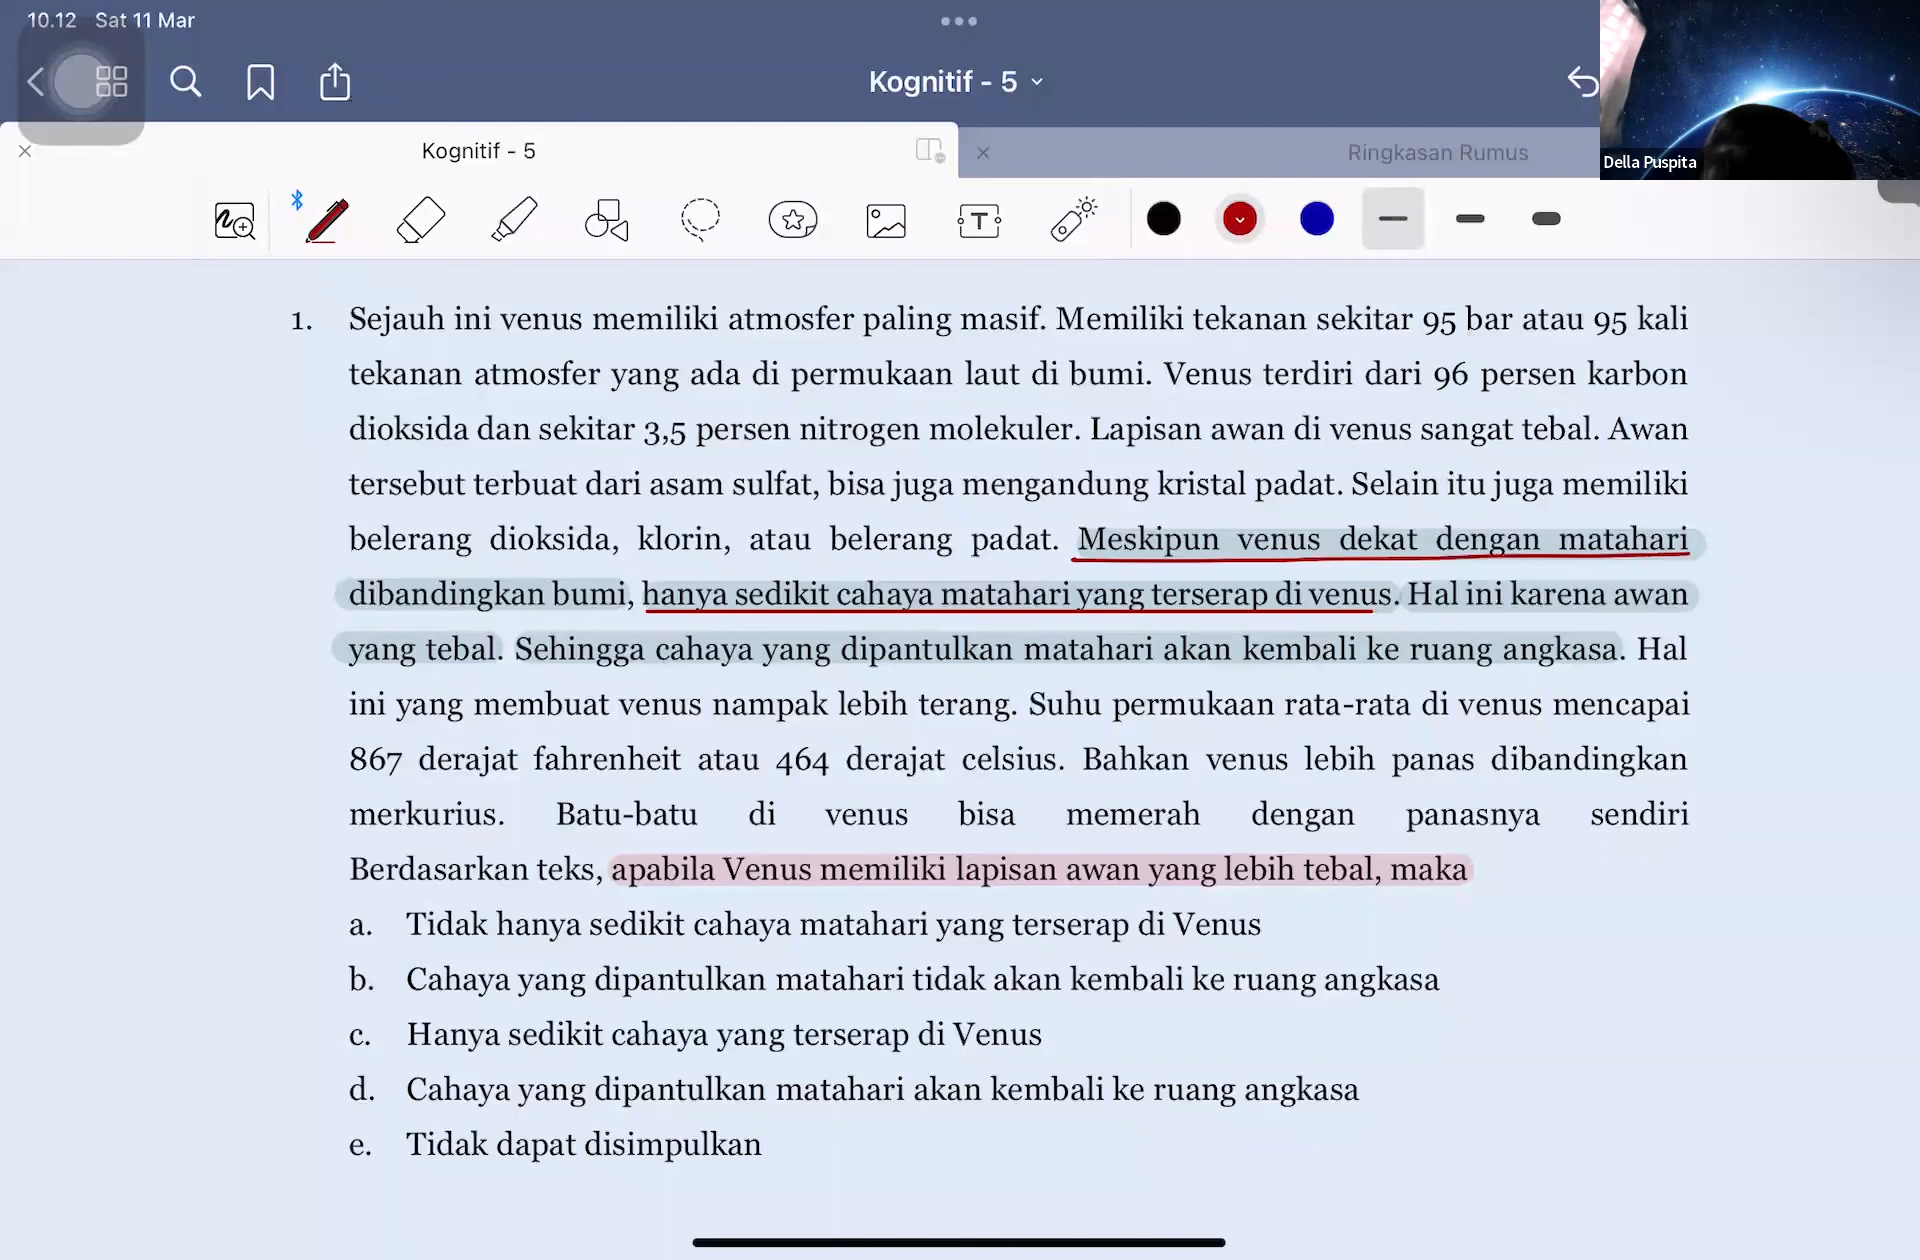 10.12 Sat 11 Mar
Kognitif - 5
Kognitif - 5
Ringkasan Rumus
Della Puspita
T
1. Sejauh ini venus memiliki atmosfer paling masif. Memiliki tekanan sekitar 95 bar atau 95 kali
tekanan atmosfer yang ada di permukaan laut di bumi. Venus terdiri dari 96 persen karbon
dioksida dan sekitar 3,5 persen nitrogen molekuler. Lapisan awan di venus sangat tebal. Awan
tersebut terbuat dari asam sulfat, bisa juga mengandung kristal padat. Selain itu juga memiliki
belerang dioksida, klorin, atau belerang padat. Meskipun venus dekat dengan matahari
dibandingkan bumi, hanya sedikit cahaya matahari yang terserap di venus. Hal ini karena awan
yang tebal. Sehingga cahaya yang dipantulkan matahari akan kembali ke ruang angkasa. Hal
ini yang membuat venus nampak lebih terang. Suhu permukaan rata-rata di venus mencapai
867 derajat fahrenheit atau 464 derajat celsius. Bahkan venus lebih panas dibandingkan
merkurius. Batu-batu di venus bisa memerah dengan panasnya sendiri
Berdasarkan teks, apabila Venus memiliki lapisan awan yang lebih tebal, maka
a. Tidak hanya sedikit cahaya matahari yang terserap di Venus
b. Cahaya yang dipantulkan matahari tidak akan kembali ke ruang angkasa
c. Hanya sedikit cahaya yang terserap di Venus
d. Cahaya yang dipantulkan matahari akan kembali ke ruang angkasa
e. Tidak dapat disimpulkan